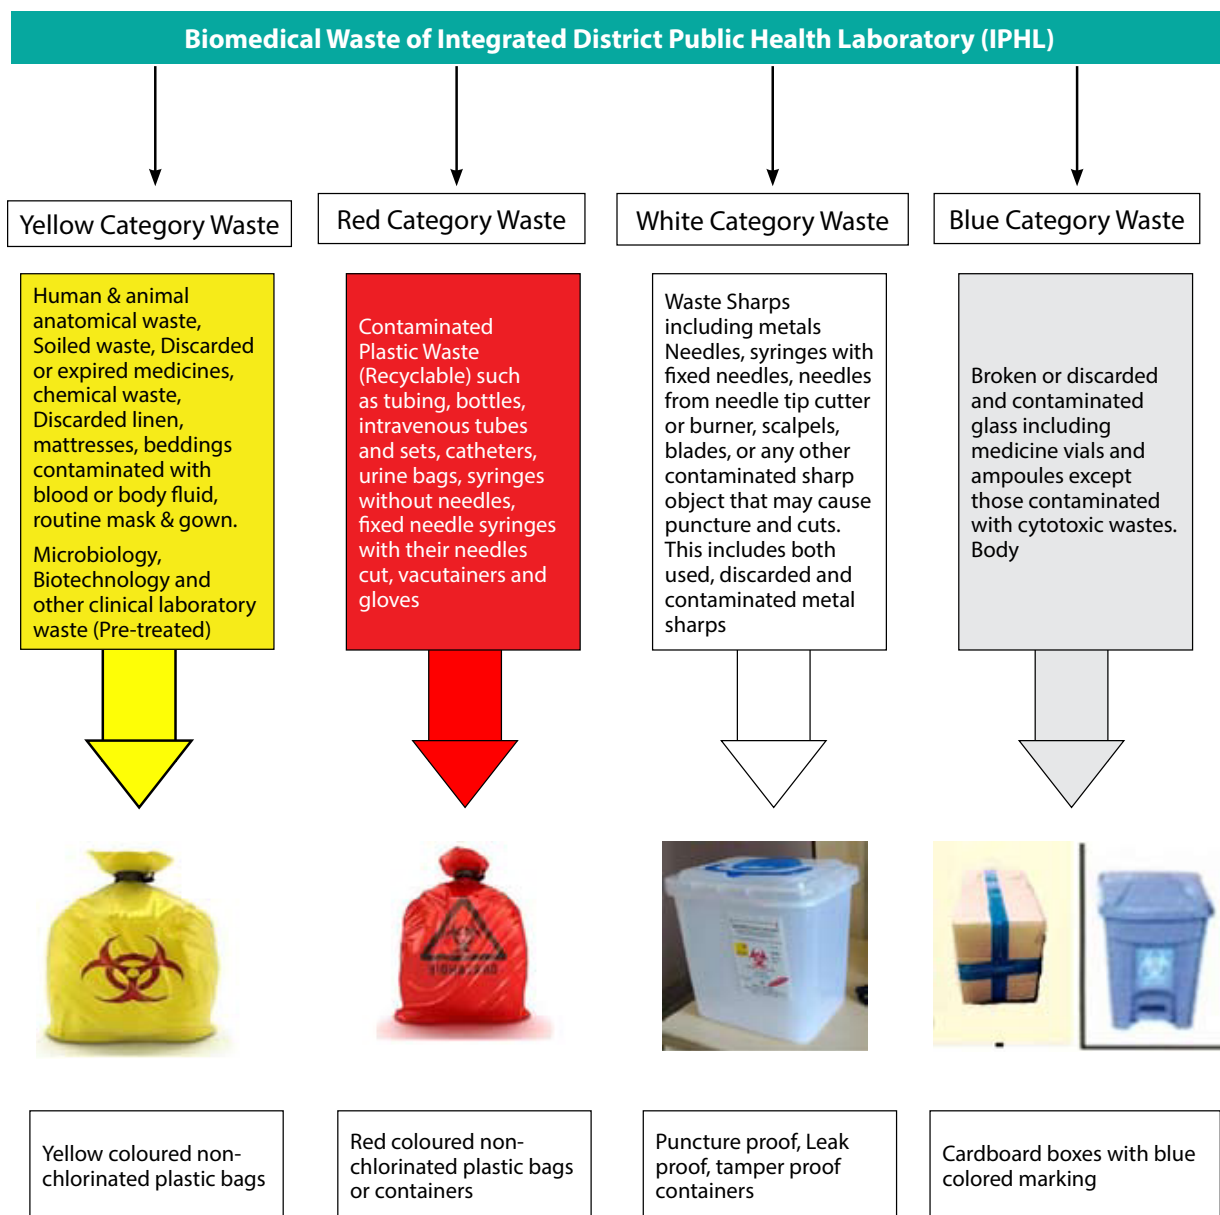 Biomedical Waste of Integrated District Public Health Laboratory (IPHL)
Yellow Category Waste
Red Category Waste
White Category Waste
Blue Category Waste
Human & animal
anatomical waste,
Soiled waste, Discarded
or expired medicines,
chemical waste,
Discarded linen,
mattresses, beddings
contaminated with
blood or body fluid,
routine mask & gown.
Microbiology,
Biotechnology and
other clinical laboratory
waste (Pre-treated)
Contaminated
Plastic Waste
(Recyclable) such
as tubing, bottles,
intravenous tubes
and sets, catheters,
urine bags, syringes
without needles,
fixed needle syringes
with their needles
cut, vacutainers and
gloves
Waste Sharps
including metals
Needles, syringes with
fixed needles, needles
from needle tip cutter
or burner, scalpels,
blades, or any other
contaminated sharp
object that may cause
puncture and cuts.
This includes both
used, discarded and
contaminated metal
sharps
Broken or discarded
and contaminated
glass including
medicine vials and
ampoules except
those contaminated
with cytotoxic wastes.
Body
BIOHAZARD
Yellow coloured non-
chlorinated plastic bags
Red coloured non-
chlorinated plastic bags
or containers
Puncture proof, Leak
proof, tamper proof
containers
Cardboard boxes with blue
colored marking